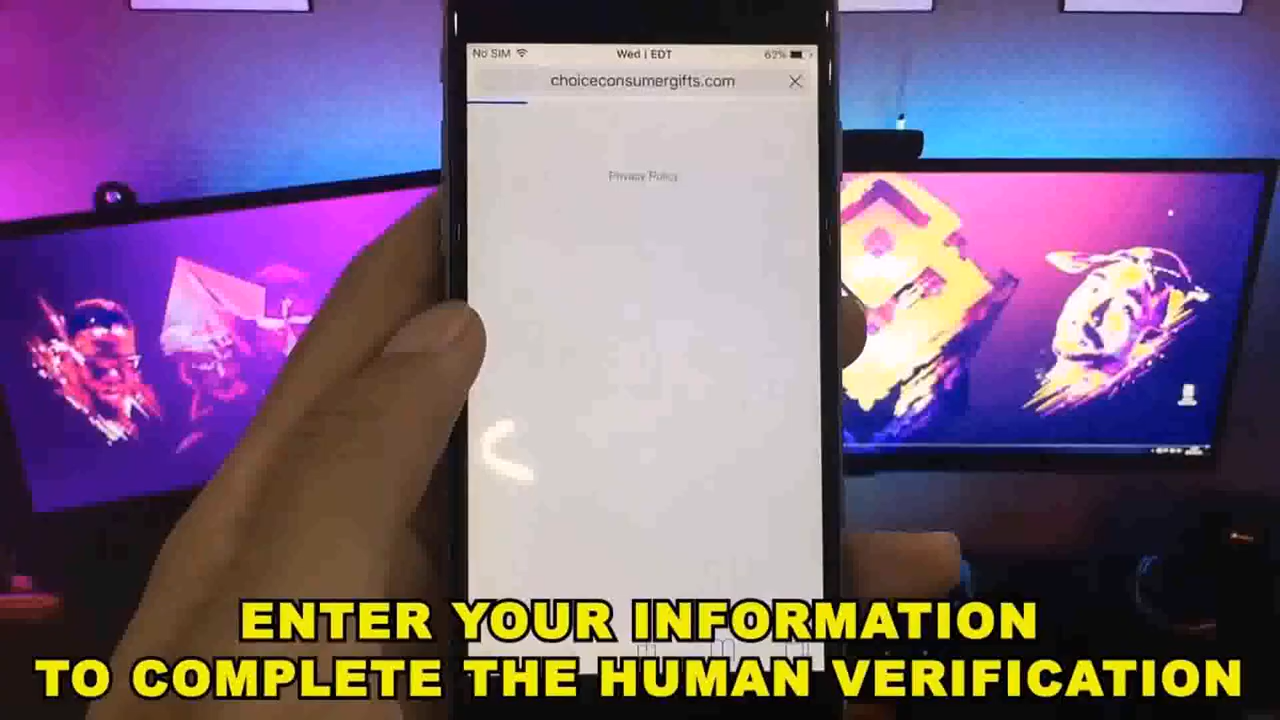 No SIM
Wed | EDT
62%
choiceconsumergifts.com
Privacy Policy
ENTER YOUR INFORMATION
TO COMPLETE THE HUMAN VERIFICATION